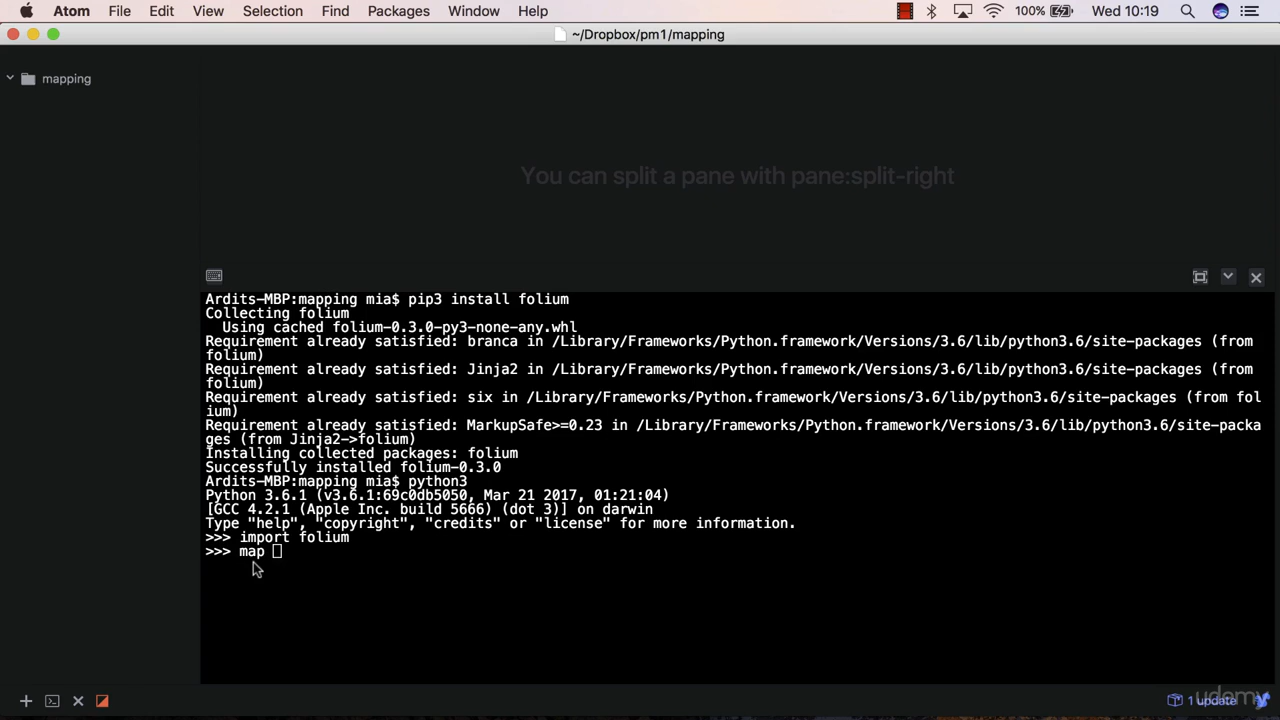 Atom File Edit View Selection Find Packages Window Help 100% Wed 10:19
~/Dropbox/pm1/mapping
mapping
You can split a pane with pane:split-right
Ardits-MBP:mapping mia$ pip3 install folium
Collecting folium
  Using cached folium-0.3.0-py3-none-any.whl
Requirement already satisfied: branca in /Library/Frameworks/Python.framework/Versions/3.6/lib/python3.6/site-packages (from
folium)
Requirement already satisfied: Jinja2 in /Library/Frameworks/Python.framework/Versions/3.6/lib/python3.6/site-packages (from
folium)
Requirement already satisfied: six in /Library/Frameworks/Python.framework/Versions/3.6/lib/python3.6/site-packages (from fol
ium)
Requirement already satisfied: MarkupSafe>=0.23 in /Library/Frameworks/Python.framework/Versions/3.6/lib/python3.6/site-packa
ges (from Jinja2->folium)
Installing collected packages: folium
Successfully installed folium-0.3.0
Ardits-MBP:mapping mia$ python3
Python 3.6.1 (v3.6.1:69c0db5050, Mar 21 2017, 01:21:04)
[GCC 4.2.1 (Apple Inc. build 5666) (dot 3)] on darwin
Type "help", "copyright", "credits" or "license" for more information.
>>> import folium
>>> map
1 update
udemy